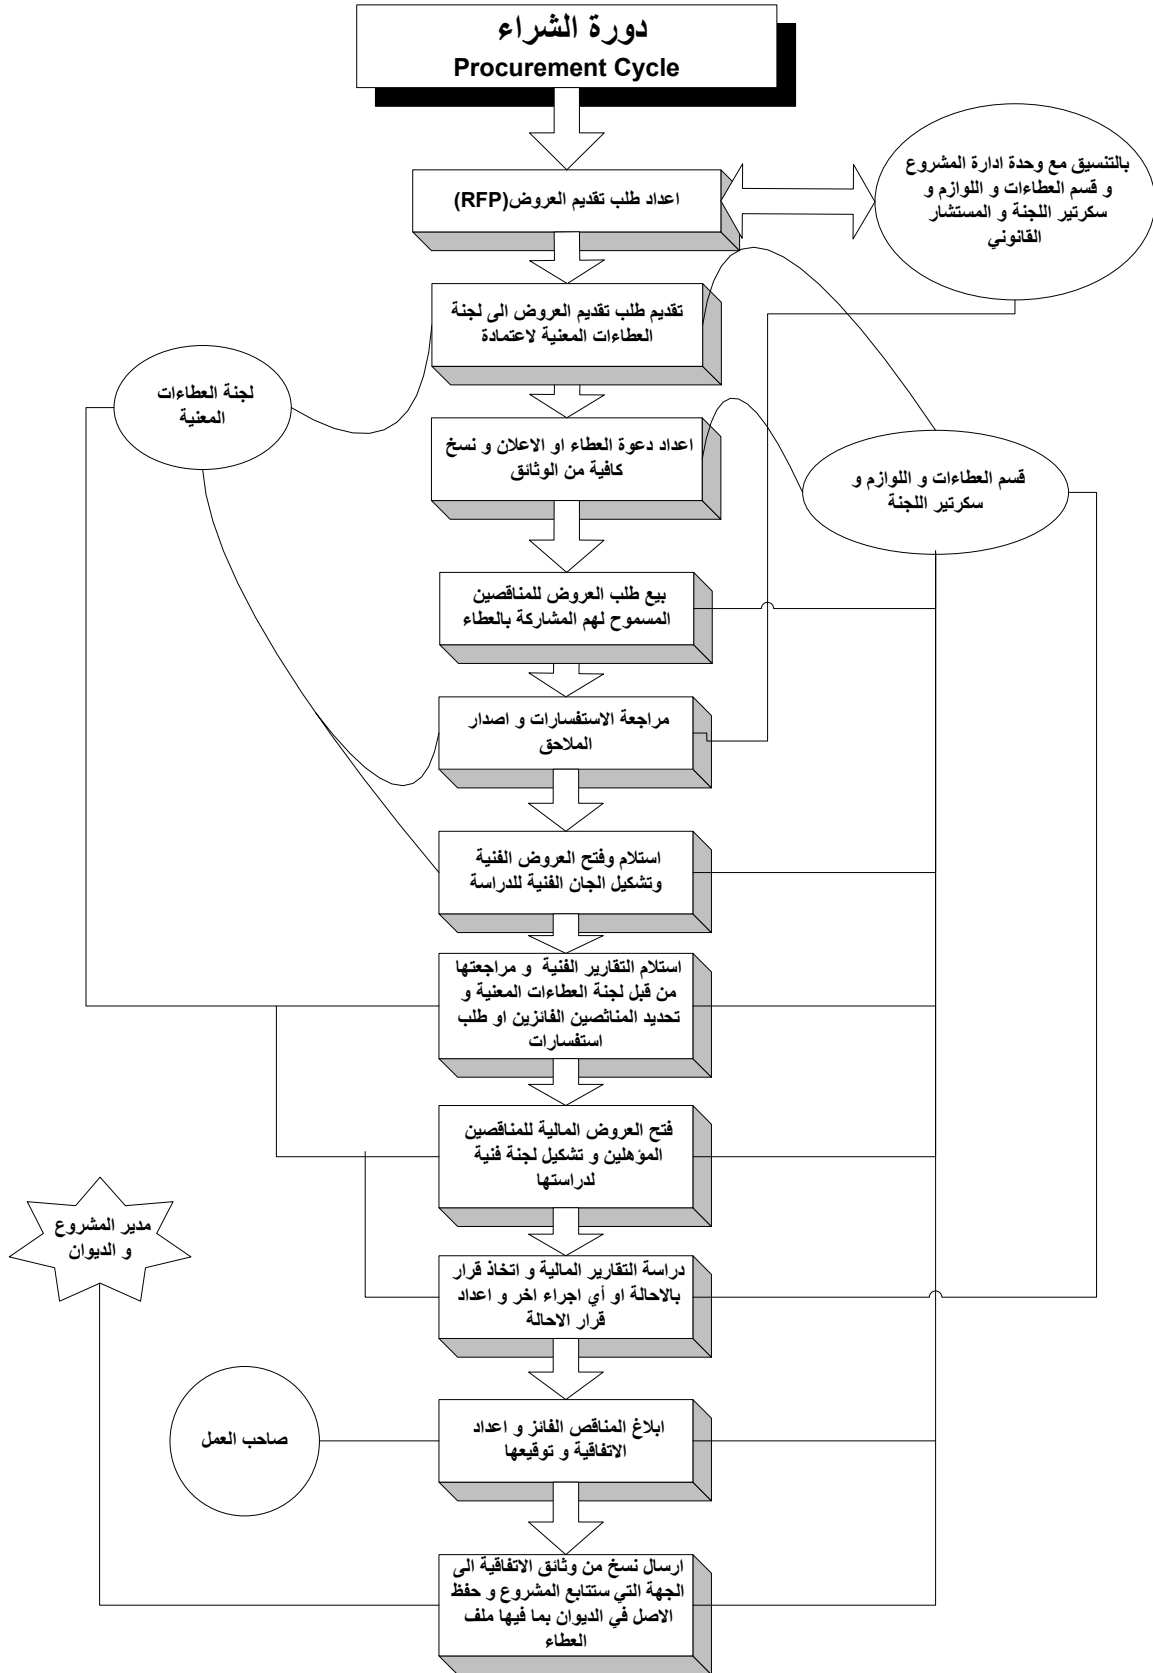 دورة الشراء
Procurement Cycle
بالتنسيق مع وحدة ادارة المشروع
و قسم العطاءات و اللوازم و
سكرتير اللجنة و المستشار
القانوني
اعداد طلب تقديم العروض(RFP)
تقديم طلب تقديم العروض الى لجنة
العطاءات المعنية لاعتمادة
لجنة العطاءات
المعنية
اعداد دعوة العطاء او الاعلان و نسخ
كافية من الوثائق
قسم العطاءات و اللوازم و
سكرتير اللجنة
بيع طلب العروض للمناقصين
المسموح لهم المشاركة بالعطاء
مراجعة الاستفسارات و اصدار
الملاحق
استلام وفتح العروض الفنية
وتشكيل الجان الفنية للدراسة
استلام التقارير الفنية و مراجعتها
من قبل لجنة العطاءات المعنية و
تحديد المناثصين الفائزين او طلب
استفسارات
فتح العروض المالية للمناقصين
المؤهلين و تشكيل لجنة فنية
لدراستها
مدير المشروع
و الديوان
دراسة التقارير المالية و اتخاذ قرار
بالاحالة او أي اجراء اخر و اعداد
قرار الاحالة
صاحب العمل
ابلاغ المناقص الفائز و اعداد
الاتفاقية و توقيعها
ارسال نسخ من وثائق الاتفاقية الى
الجهة التي ستتابع المشروع و حفظ
الاصل في الديوان بما فيها ملف
العطاء